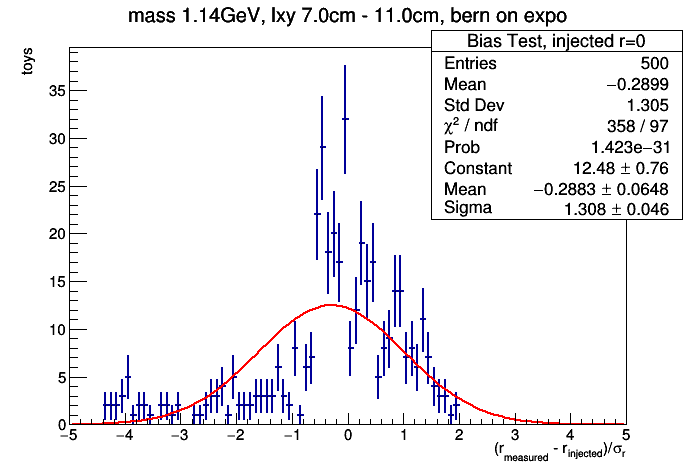 mass 1.14GeV, lxy 7.0cm - 11.0cm, bern on expo
Bias Test, injected r=0
Entries 500
Mean −0.2899
Std Dev 1.305
χ² / ndf 358 / 97
Prob 1.423e−31
Constant 12.48 ± 0.76
Mean −0.2883 ± 0.0648
Sigma 1.308 ± 0.046
toys
35
30
25
20
15
10
5
0
−5 −4 −3 −2 −1 0 1 2 3 4 5
(r_measured - r_injected)/σ_r